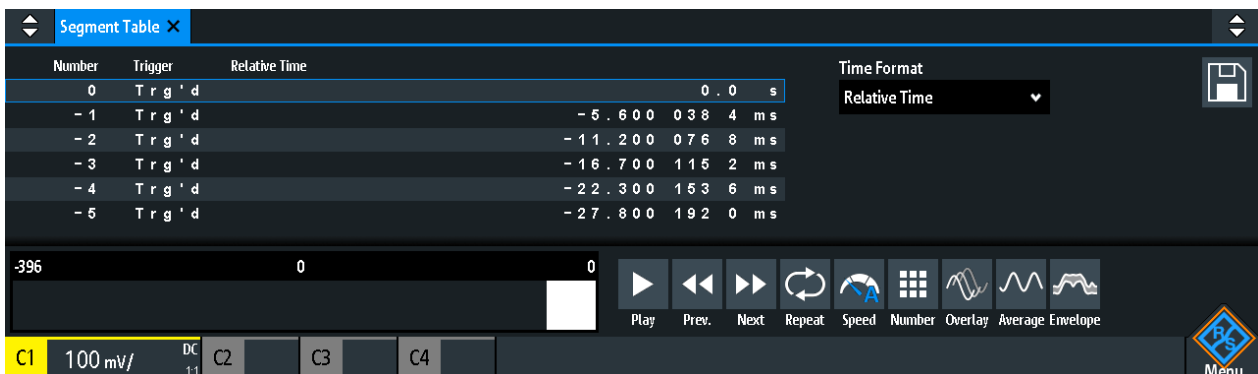 Segment Table ×
Number Trigger Relative Time
0 Trg'd 0.0 s
-1 Trg'd -5.600 038 4 ms
-2 Trg'd -11.200 076 8 ms
-3 Trg'd -16.700 115 2 ms
-4 Trg'd -22.300 153 6 ms
-5 Trg'd -27.800 192 0 ms
Time Format
Relative Time
-396 0 0
Play Prev. Next Repeat Speed Number Overlay Average Envelope
A
C1 100 mV/ DC 1:1 C2 C3 C4
R&S
Menu